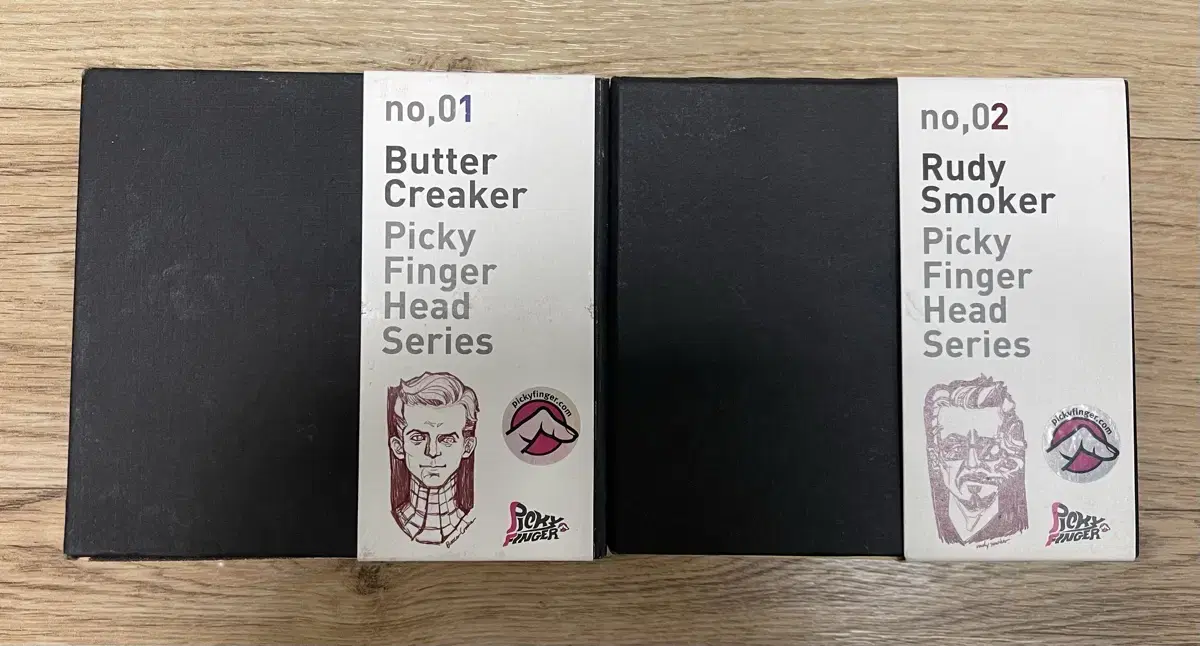 no,01
Butter
Creaker
Picky
Finger
Head
Series
pickyfinger.com
PICKY
FINGER
no,02
Rudy
Smoker
Picky
Finger
Head
Series
pickyfinger.com
PICKY
FINGER